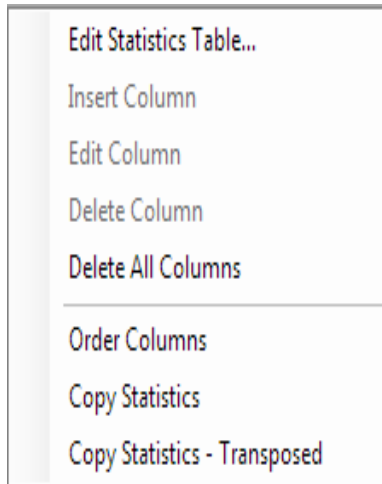 Edit Statistics Table...
Insert Column
Edit Column
Delete Column
Delete All Columns
Order Columns
Copy Statistics
Copy Statistics - Transposed